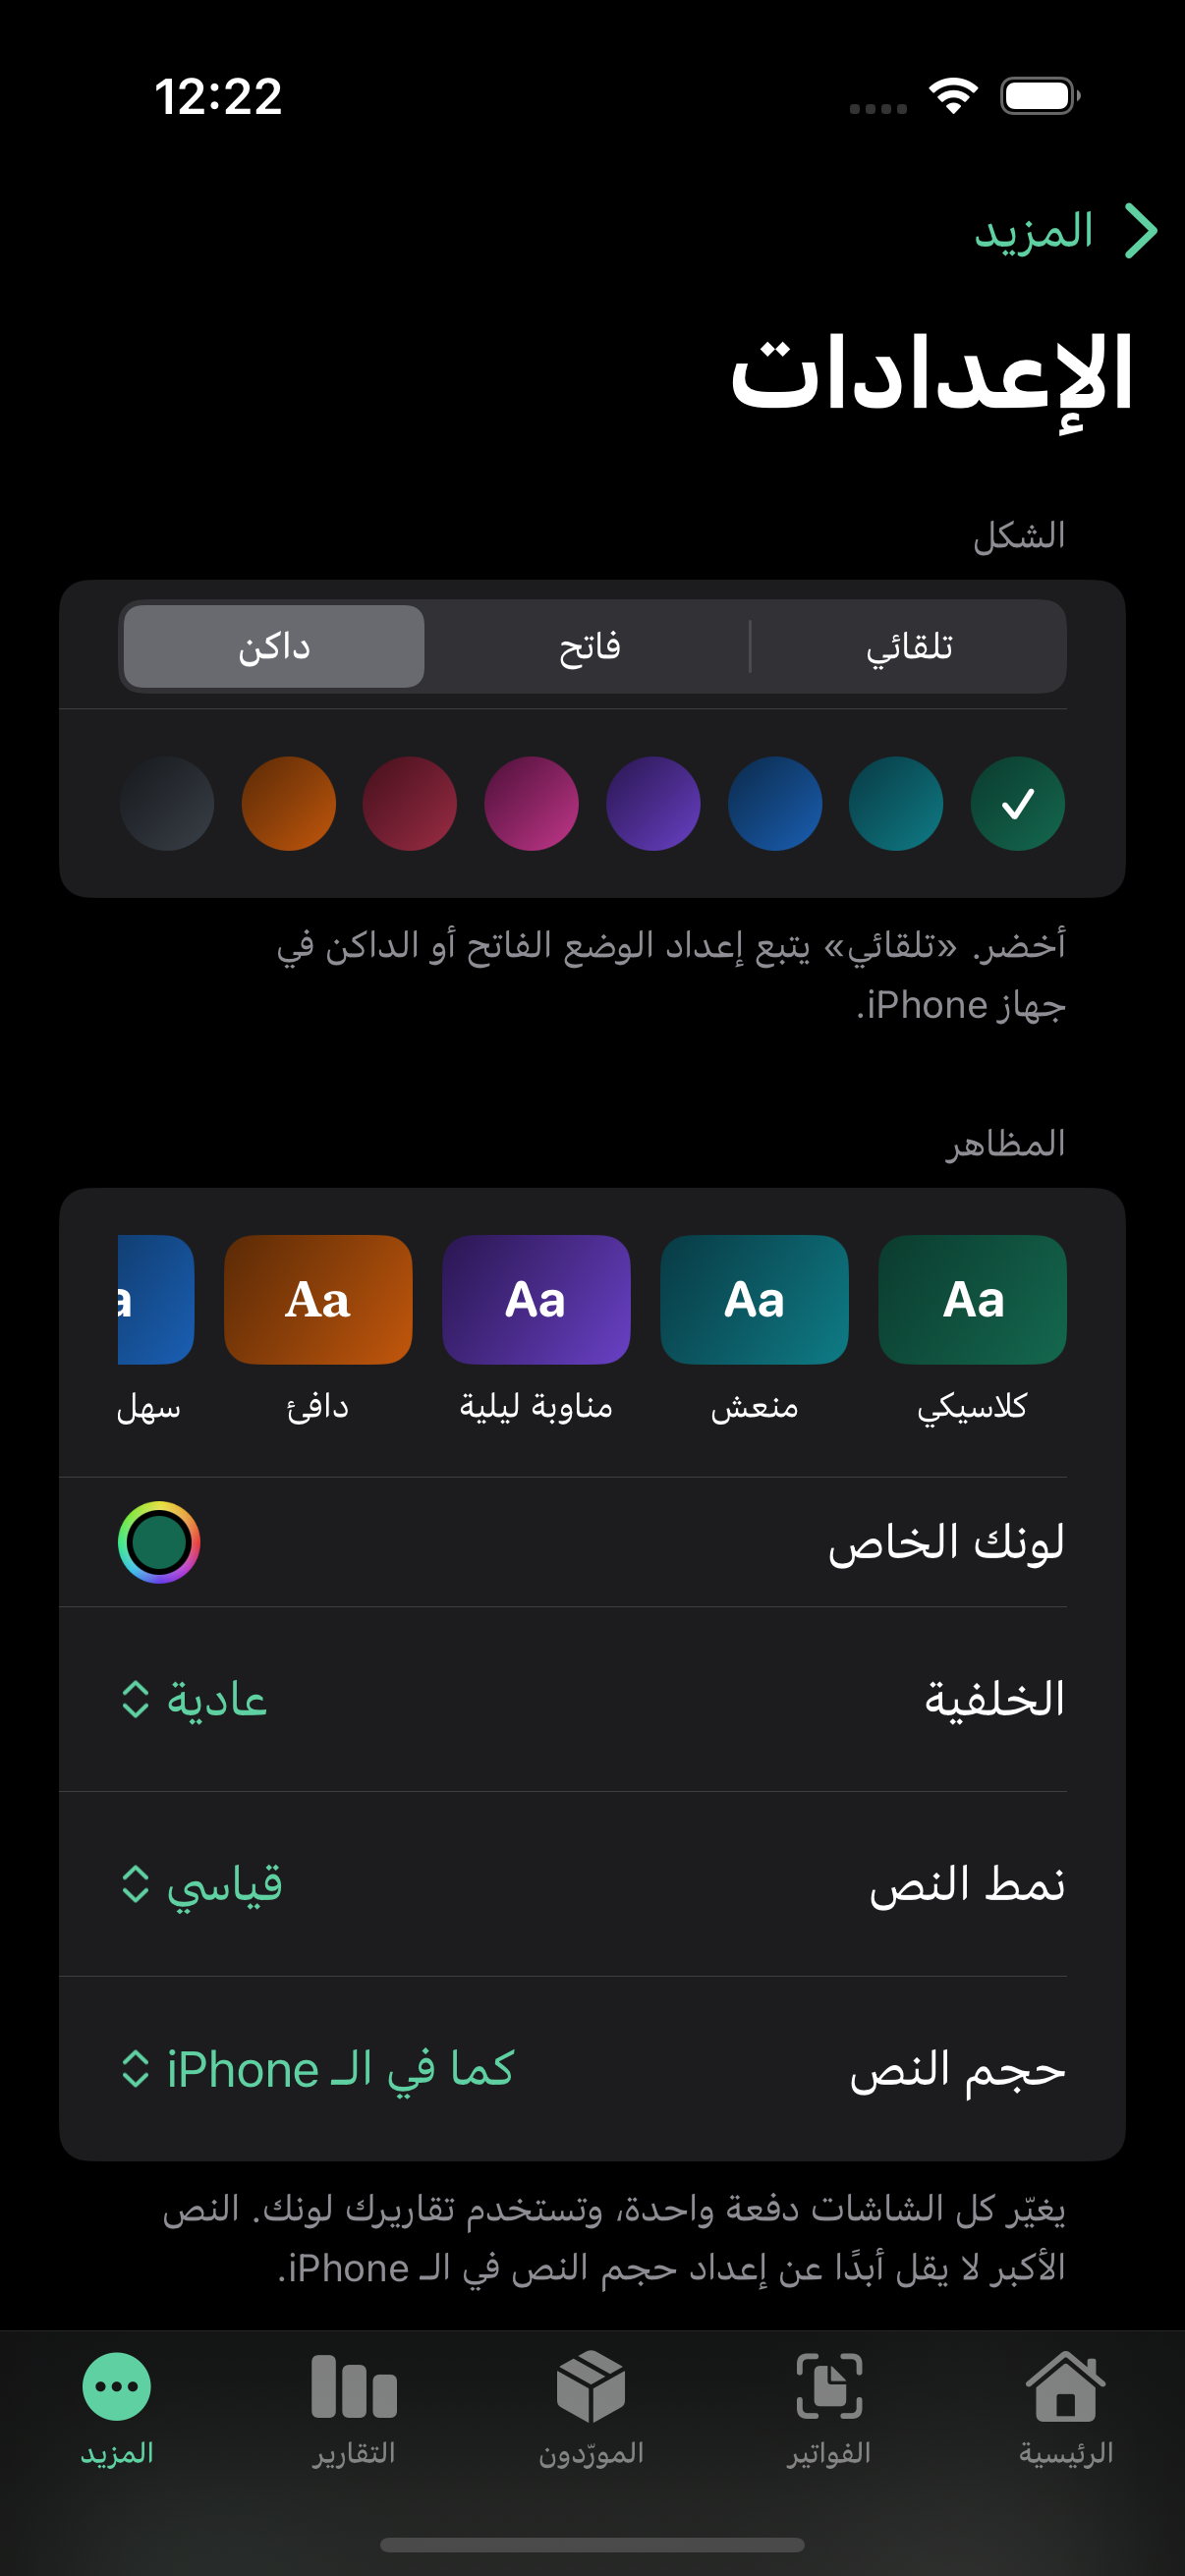 12:22
المزيد
الإعدادات
الشكل
تلقائي
فاتح
داكن
أخضر. «تلقائي» يتبع إعداد الوضع الفاتح أو الداكن في
جهاز iPhone.
المظاهر
Aa
Aa
Aa
Aa
a
كلاسيكي
منعش
مناوبة ليلية
دافئ
سهل
لونك الخاص
الخلفية
عادية
نمط النص
قياسي
حجم النص
كما في الـ iPhone
يغيّر كل الشاشات دفعة واحدة، وتستخدم تقاريرك لونك. النص
الأكبر لا يقل أبدًا عن إعداد حجم النص في الـ iPhone.
الرئيسية
الفواتير
المورّدون
التقارير
المزيد